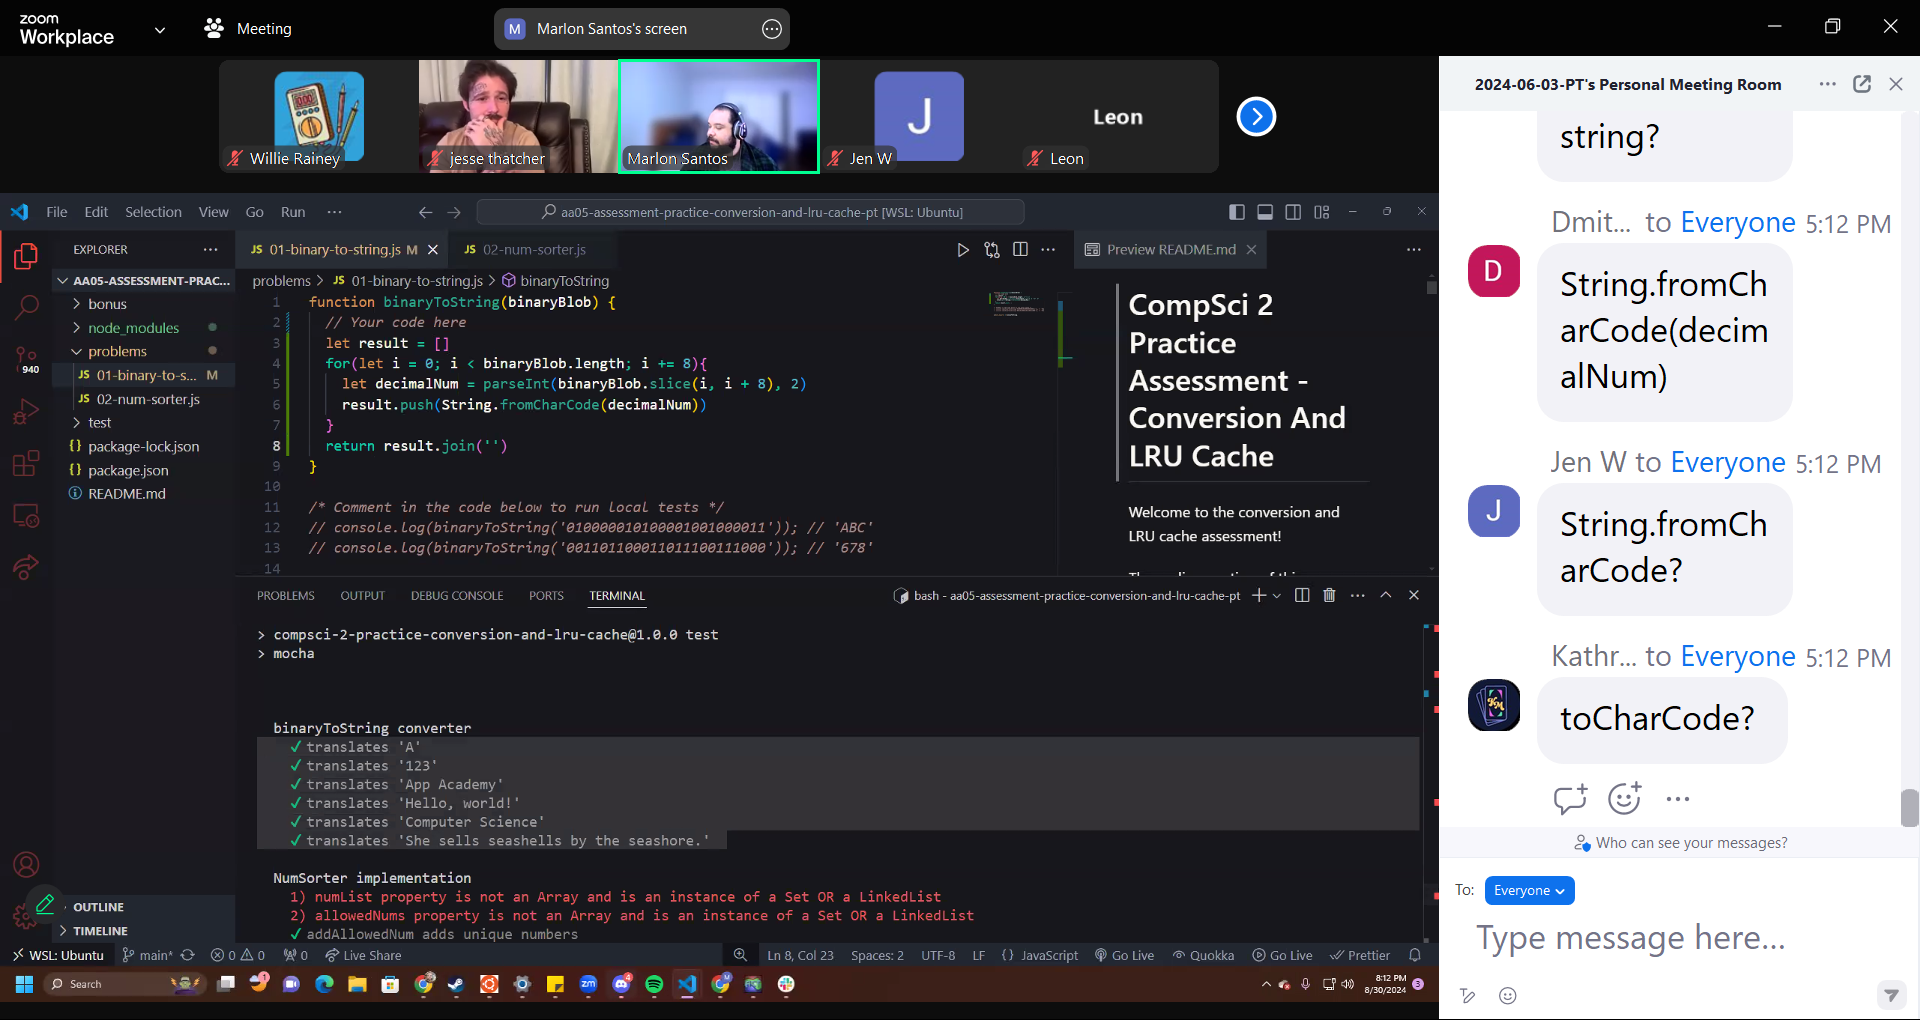 zoom
Workplace
Meeting
M Marlon Santos's screen
Willie Rainey
jesse thatcher
Marlon Santos
J
Jen W
Leon
Leon
File Edit Selection View Go Run ...
aa05-assessment-practice-conversion-and-lru-cache-pt [WSL: Ubuntu]
EXPLORER
AA05-ASSESSMENT-PRAC...
bonus
node_modules
problems
JS 01-binary-to-s... M
JS 02-num-sorter.js
test
{} package-lock.json
{} package.json
README.md
940
OUTLINE
TIMELINE
JS 01-binary-to-string.js M
JS 02-num-sorter.js
problems > JS 01-binary-to-string.js > binaryToString
1 function binaryToString(binaryBlob) {
2 // Your code here
3 let result = []
4 for(let i = 0; i < binaryBlob.length; i += 8){
5 let decimalNum = parseInt(binaryBlob.slice(i, i + 8), 2)
6 result.push(String.fromCharCode(decimalNum))
7 }
8 return result.join('')
9 }
10
11 /* Comment in the code below to run local tests */
12 // console.log(binaryToString('010000010100001001000011')); // 'ABC'
13 // console.log(binaryToString('001101100011011100111000')); // '678'
14
Preview README.md
CompSci 2
Practice
Assessment -
Conversion And
LRU Cache
Welcome to the conversion and
LRU cache assessment!
PROBLEMS OUTPUT DEBUG CONSOLE PORTS TERMINAL
bash - aa05-assessment-practice-conversion-and-lru-cache-pt
> compsci-2-practice-conversion-and-lru-cache@1.0.0 test
> mocha
binaryToString converter
✓ translates 'A'
✓ translates '123'
✓ translates 'App Academy'
✓ translates 'Hello, world!'
✓ translates 'Computer Science'
✓ translates 'She sells seashells by the seashore.'
NumSorter implementation
1) numList property is not an Array and is an instance of a Set OR a LinkedList
2) allowedNums property is not an Array and is an instance of a Set OR a LinkedList
✓ addAllowedNum adds unique numbers
WSL: Ubuntu main* 0 0 0 Live Share Ln 8, Col 23 Spaces: 2 UTF-8 LF {} JavaScript Go Live Quokka Go Live Prettier
Search
8:12 PM
8/30/2024
3
2024-06-03-PT's Personal Meeting Room
string?
Dmit... to Everyone 5:12 PM
D
String.fromCh
arCode(decim
alNum)
Jen W to Everyone 5:12 PM
J
String.fromCh
arCode?
Kathr... to Everyone 5:12 PM
toCharCode?
Who can see your messages?
To: Everyone
Type message here...